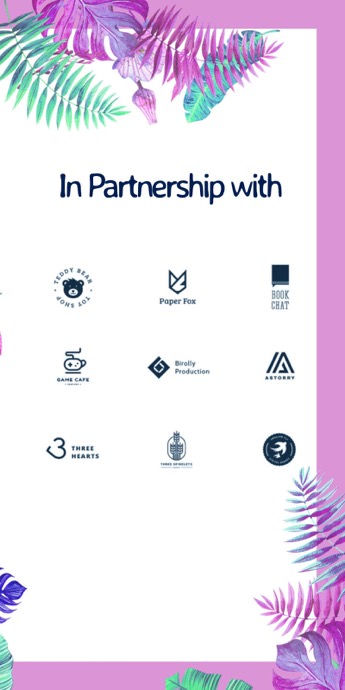 In Partnership with
TEDDY BEAR
TOY SHOP
Paper Fox
BOOK
CHAT
GAME CAFE
Birolly
Production
ASTORRY
THREE
HEARTS